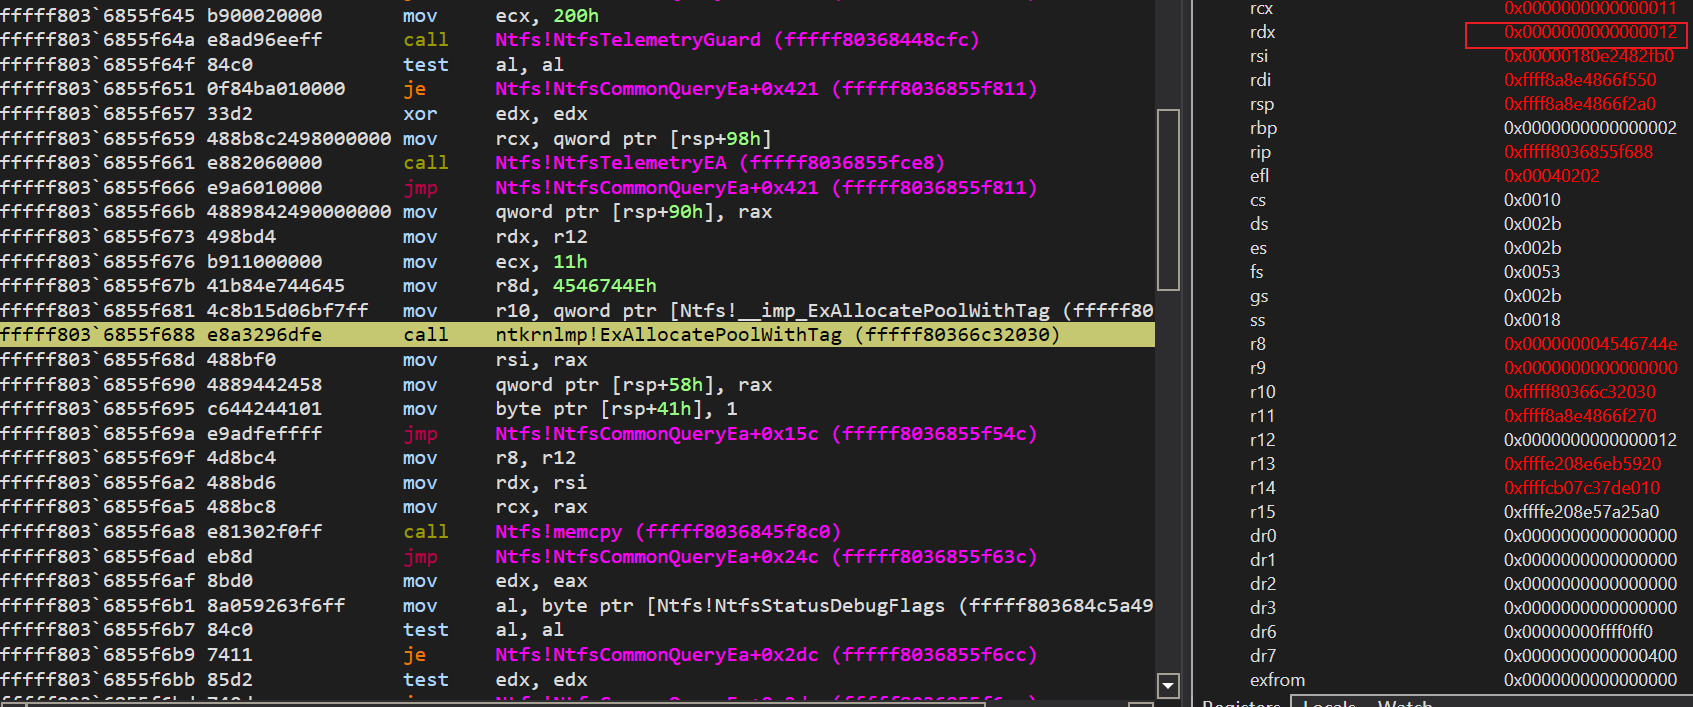 fffff803`6855f645 b900020000 mov ecx, 200h
fffff803`6855f64a e8ad96eeff call Ntfs!NtfsTelemetryGuard (fffff80368448cfc)
fffff803`6855f64f 84c0 test al, al
fffff803`6855f651 0f84ba010000 je Ntfs!NtfsCommonQueryEa+0x421 (fffff8036855f811)
fffff803`6855f657 33d2 xor edx, edx
fffff803`6855f659 488b8c2498000000 mov rcx, qword ptr [rsp+98h]
fffff803`6855f661 e882060000 call Ntfs!NtfsTelemetryEA (fffff8036855fce8)
fffff803`6855f666 e9a6010000 jmp Ntfs!NtfsCommonQueryEa+0x421 (fffff8036855f811)
fffff803`6855f66b 4889842490000000 mov qword ptr [rsp+90h], rax
fffff803`6855f673 498bd4 mov rdx, r12
fffff803`6855f676 b911000000 mov ecx, 11h
fffff803`6855f67b 41b84e744645 mov r8d, 4546744Eh
fffff803`6855f681 4c8b15d06bf7ff mov r10, qword ptr [Ntfs!__imp_ExAllocatePoolWithTag (fffff80
fffff803`6855f688 e8a3296dfe call ntkrnlmp!ExAllocatePoolWithTag (fffff80366c32030)
fffff803`6855f68d 488bf0 mov rsi, rax
fffff803`6855f690 4889442458 mov qword ptr [rsp+58h], rax
fffff803`6855f695 c644244101 mov byte ptr [rsp+41h], 1
fffff803`6855f69a e9adfeffff jmp Ntfs!NtfsCommonQueryEa+0x15c (fffff8036855f54c)
fffff803`6855f69f 4d8bc4 mov r8, r12
fffff803`6855f6a2 488bd6 mov rdx, rsi
fffff803`6855f6a5 488bc8 mov rcx, rax
fffff803`6855f6a8 e81302f0ff call Ntfs!memcpy (fffff8036845f8c0)
fffff803`6855f6ad eb8d jmp Ntfs!NtfsCommonQueryEa+0x24c (fffff8036855f63c)
fffff803`6855f6af 8bd0 mov edx, eax
fffff803`6855f6b1 8a059263f6ff mov al, byte ptr [Ntfs!NtfsStatusDebugFlags (fffff803684c5a49
fffff803`6855f6b7 84c0 test al, al
fffff803`6855f6b9 7411 je Ntfs!NtfsCommonQueryEa+0x2dc (fffff8036855f6cc)
fffff803`6855f6bb 85d2 test edx, edx
rcx 0x0000000000000011
rdx 0x0000000000000012
rsi 0x00000180e2482fb0
rdi 0xffff8a8e4866f550
rsp 0xffff8a8e4866f2a0
rbp 0x0000000000000002
rip 0xfffff8036855f688
efl 0x00040202
cs 0x0010
ds 0x002b
es 0x002b
fs 0x0053
gs 0x002b
ss 0x0018
r8 0x000000004546744e
r9 0x0000000000000000
r10 0xfffff80366c32030
r11 0xffff8a8e4866f270
r12 0x0000000000000012
r13 0xffffe208e6eb5920
r14 0xffffcb07c37de010
r15 0xffffe208e57a25a0
dr0 0x0000000000000000
dr1 0x0000000000000000
dr2 0x0000000000000000
dr3 0x0000000000000000
dr6 0x00000000ffff0ff0
dr7 0x0000000000000400
exfrom 0x0000000000000000
Registers Locals Watch